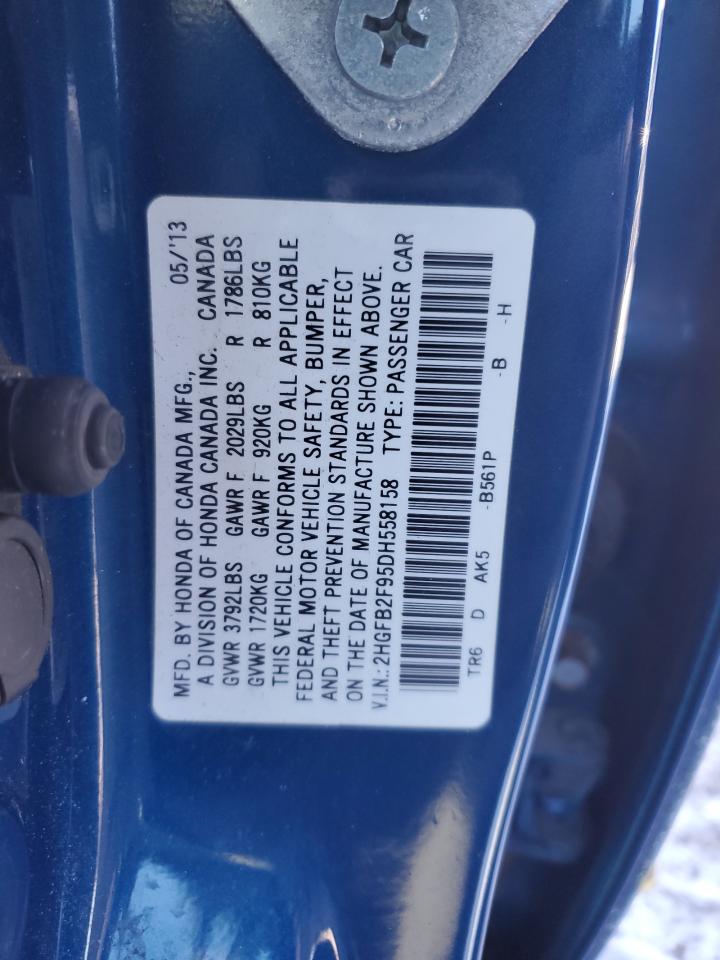 MFD. BY HONDA OF CANADA MFG., 05/'13
A DIVISION OF HONDA CANADA INC. CANADA
GVWR 3792LBS GAWR F 2029LBS R 1786LBS
GVWR 1720KG GAWR F 920KG R 810KG
THIS VEHICLE CONFORMS TO ALL APPLICABLE
FEDERAL MOTOR VEHICLE SAFETY, BUMPER,
AND THEFT PREVENTION STANDARDS IN EFFECT
ON THE DATE OF MANUFACTURE SHOWN ABOVE.
V.I.N.: 2HGFB2F95DH558158 TYPE: PASSENGER CAR
TR6 D AK5 -B561P -B -H